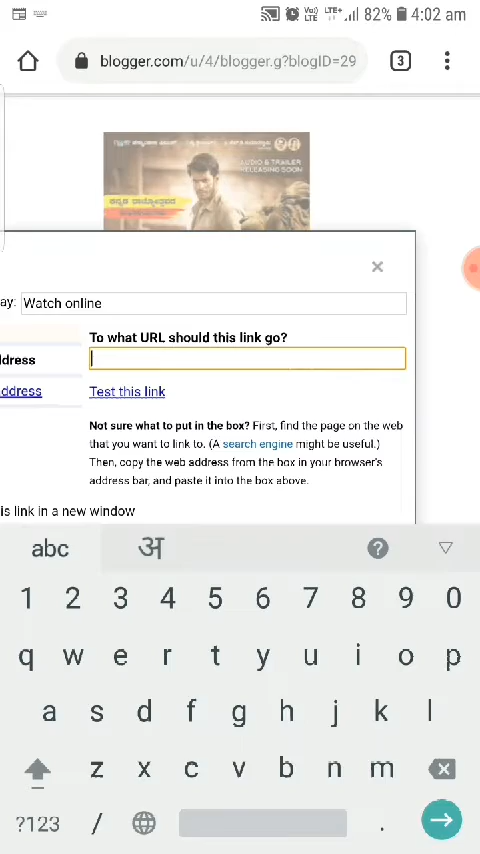 Vo)) LTE LTE+ 82% 4:02 am
blogger.com/u/4/blogger.g?blogID=29
3
AUDIO & TRAILER
RELEASING SOON
ay: Watch online
To what URL should this link go?
dress
ddress
Test this link
Not sure what to put in the box? First, find the page on the web
that you want to link to. (A search engine might be useful.)
Then, copy the web address from the box in your browser's
address bar, and paste it into the box above.
is link in a new window
abc अ ?
1 2 3 4 5 6 7 8 9 0
q w e r t y u i o p
a s d f g h j k l
z x c v b n m
?123 / .